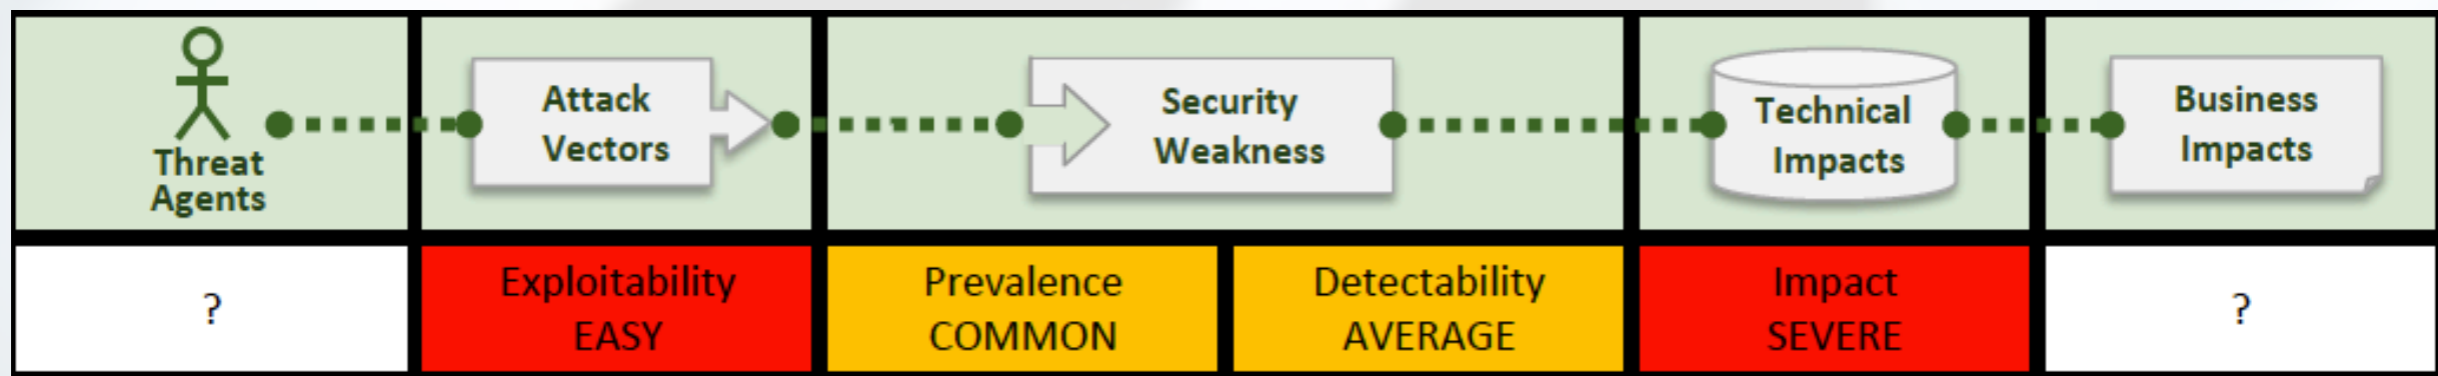 Threat
Agents
Attack
Vectors
Security
Weakness
Technical
Impacts
Business
Impacts
?
Exploitability
EASY
Prevalence
COMMON
Detectability
AVERAGE
Impact
SEVERE
?